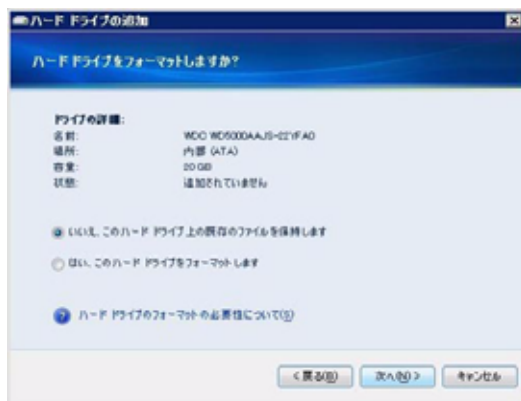 ハード ドライブの追加
ハード ドライブをフォーマットしますか?
ドライブの詳細:
名前: WDC WD5000AAJS-22YFA0
場所: 内部 (ATA)
容量: 20 GB
状態: 追加されていません
いいえ、このハード ドライブ上の既存のファイルを保持します
はい、このハード ドライブをフォーマットします
ハード ドライブのフォーマットの必要性について(S)
< 戻る(B)
次へ(N) >
キャンセル